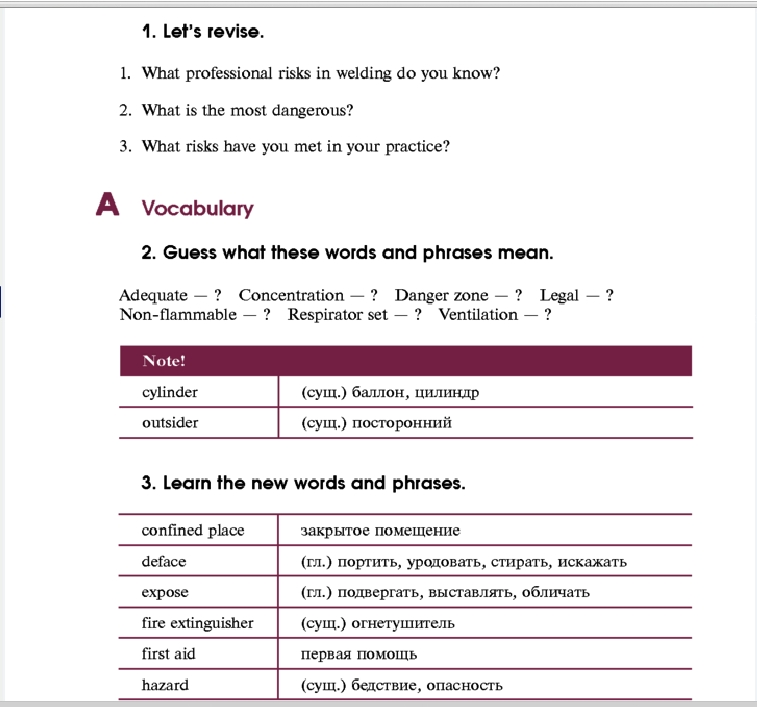 1. Let's revise.
1. What professional risks in welding do you know?
2. What is the most dangerous?
3. What risks have you met in your practice?
A Vocabulary
2. Guess what these words and phrases mean.
Adequate — ? Concentration — ? Danger zone — ? Legal — ?
Non-flammable — ? Respirator set — ? Ventilation — ?
Note!
cylinder (сущ.) баллон, цилиндр
outsider (сущ.) посторонний
3. Learn the new words and phrases.
confined place закрытое помещение
deface (гл.) портить, уродовать, стирать, искажать
expose (гл.) подвергать, выставлять, обличать
fire extinguisher (сущ.) огнетушитель
first aid первая помощь
hazard (сущ.) бедствие, опасность